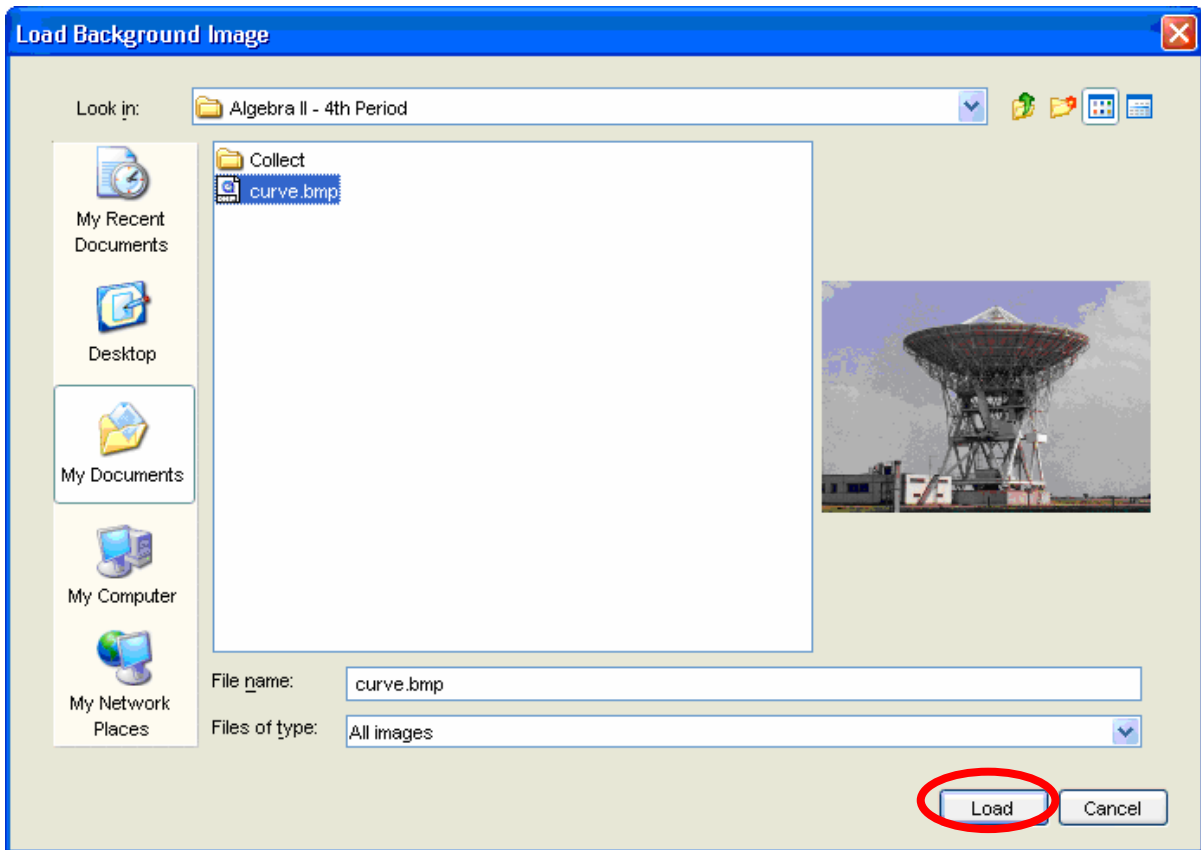 Load Background Image
Look in:
Algebra II - 4th Period
My Recent
Documents
Desktop
My Documents
My Computer
My Network
Places
Collect
curve.bmp
File name:
curve.bmp
Files of type:
All images
Load
Cancel